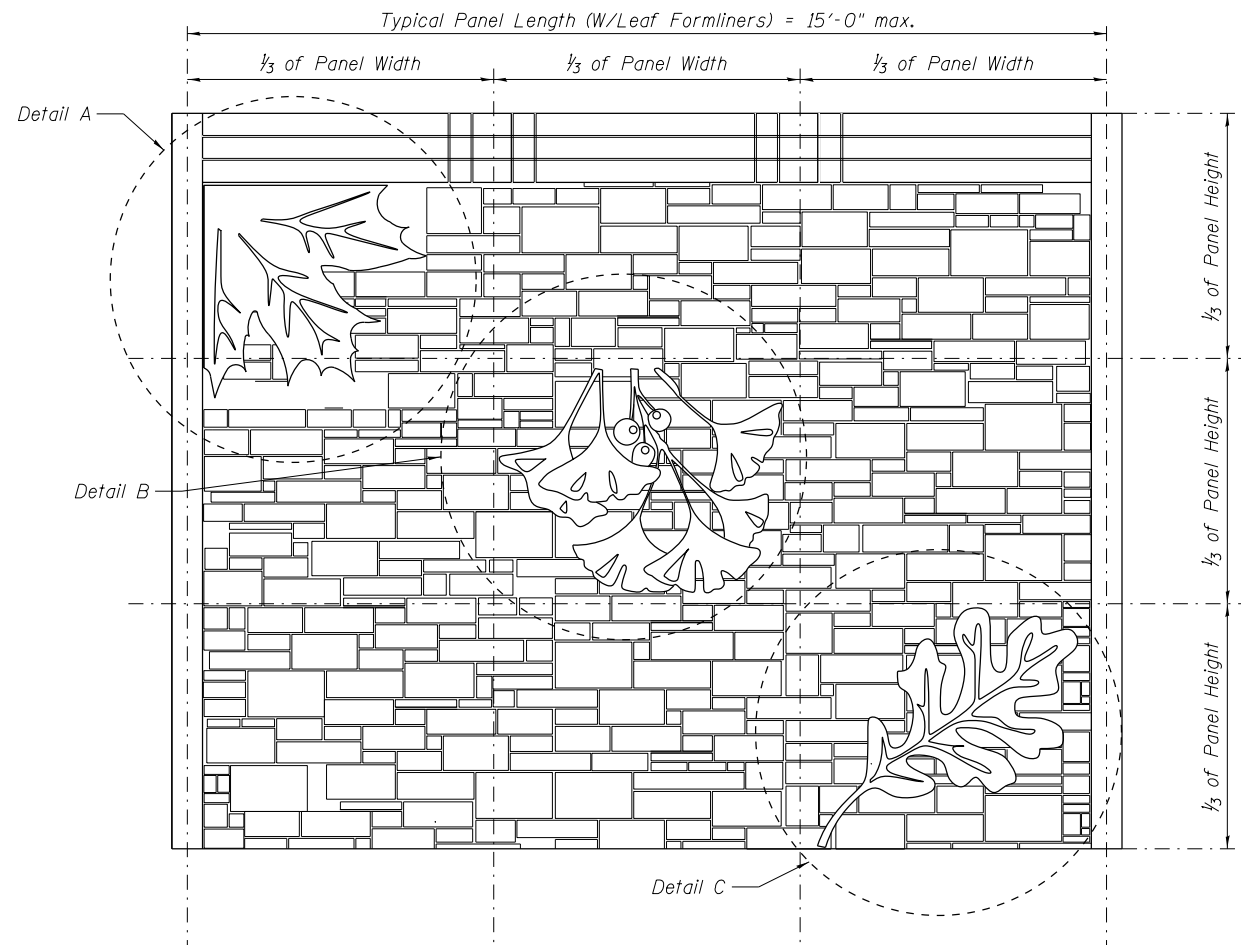 Typical Panel Length (W/Leaf Formliners) = 15'-0" max.
⅓ of Panel Width
⅓ of Panel Width
⅓ of Panel Width
Detail A
⅓ of Panel Height
⅓ of Panel Height
Detail B
⅓ of Panel Height
Detail C